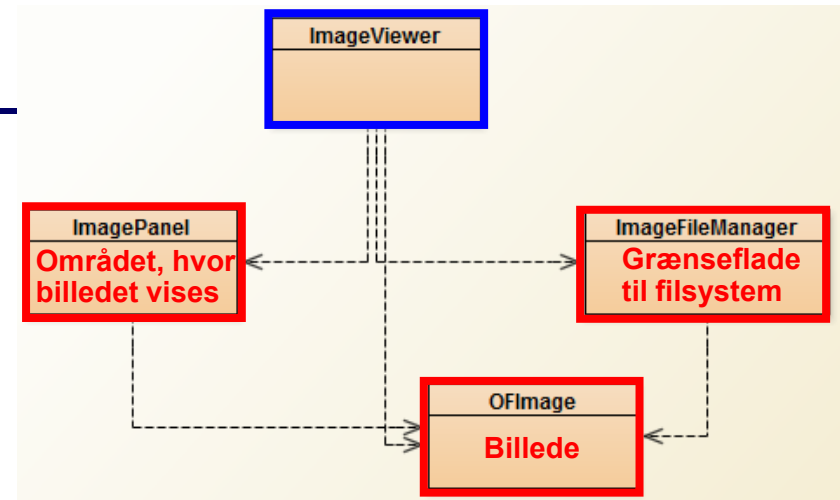 ImageViewer
ImagePanel
Området, hvor
billedet vises
ImageFileManager
Grænseflade
til filsystem
OFImage
Billede